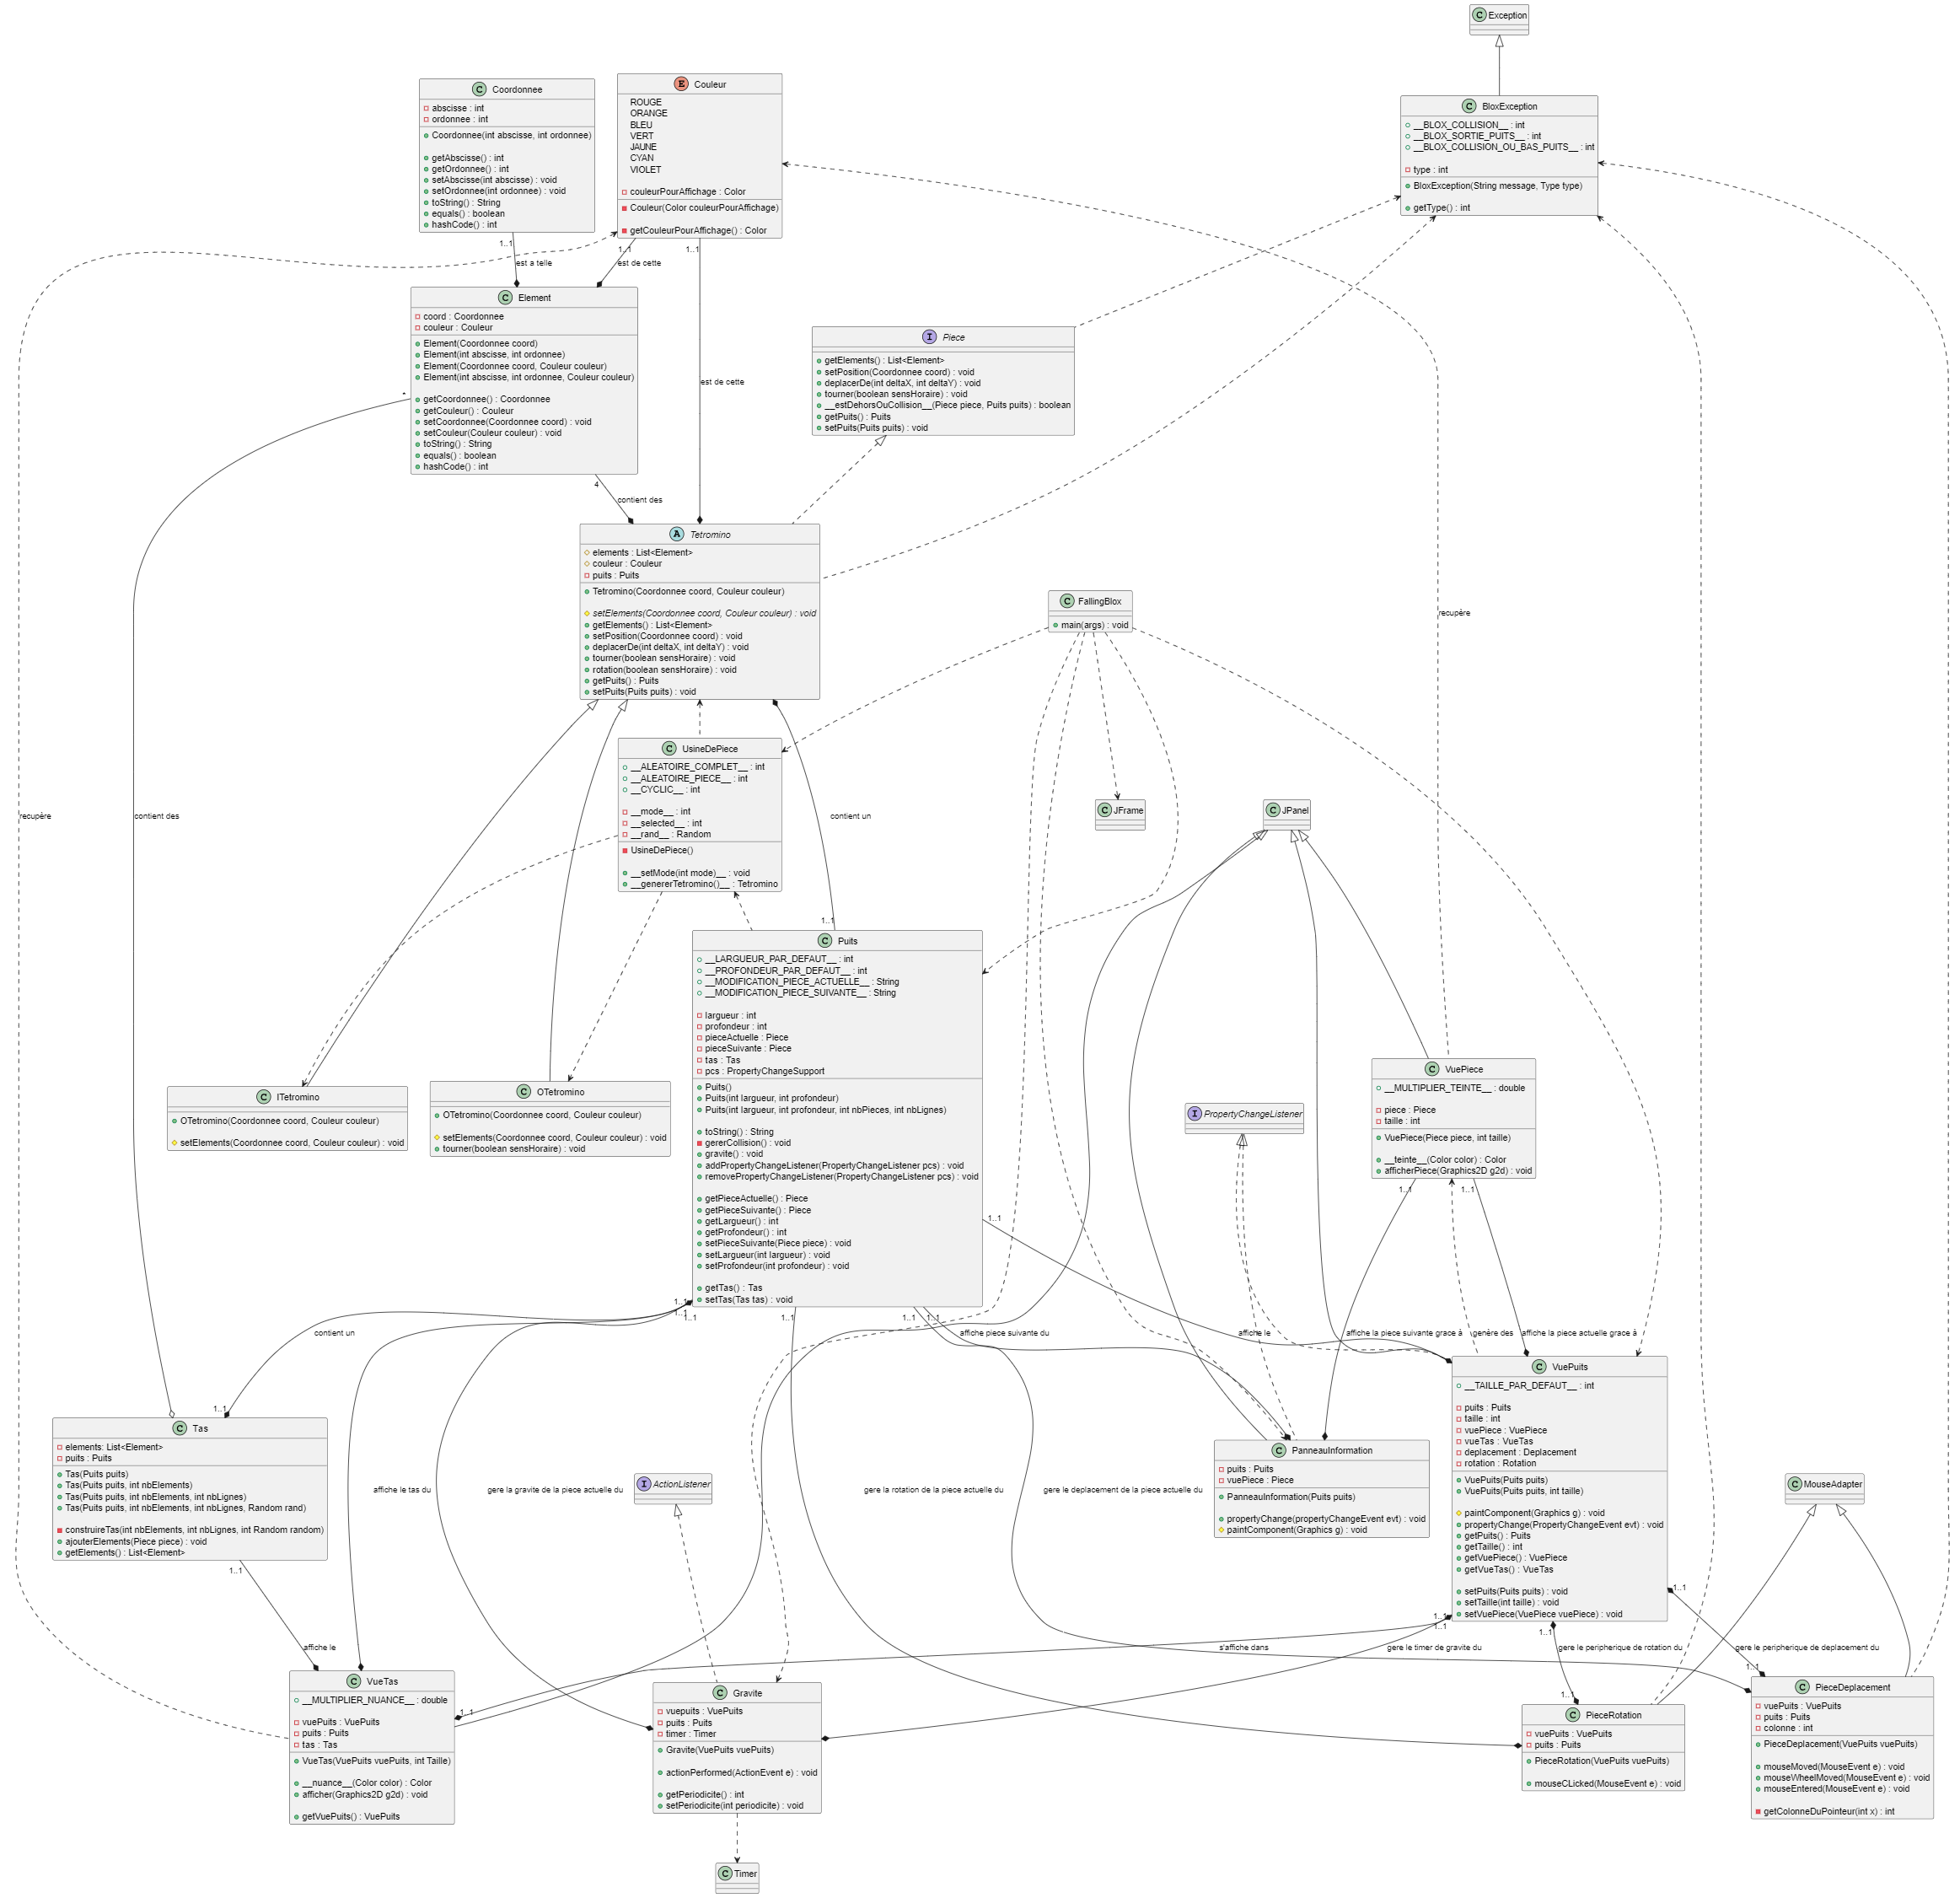 Exception
Coordonnee
abscisse : int
ordonnee : int
Coordonnee(int abscisse, int ordonnee)
getAbscisse() : int
getOrdonnee() : int
setAbscisse(int abscisse) : void
setOrdonnee(int ordonnee) : void
toString() : String
equals() : boolean
hashCode() : int
Couleur
ROUGE
ORANGE
BLEU
VERT
JAUNE
CYAN
VIOLET
couleurPourAffichage : Color
Couleur(Color couleurPourAffichage)
getCouleurPourAffichage() : Color
BloxException
__BLOX_COLLISION__ : int
__BLOX_SORTIE_PUITS__ : int
__BLOX_COLLISION_OU_BAS_PUITS__ : int
type : int
BloxException(String message, Type type)
getType() : int
1..1
1..1
1..1
est a telle
est de cette
Element
coord : Coordonnee
couleur : Couleur
Element(Coordonnee coord)
Element(int abscisse, int ordonnee)
Element(Coordonnee coord, Couleur couleur)
Element(int abscisse, int ordonnee, Couleur couleur)
getCoordonnee() : Coordonnee
getCouleur() : Couleur
setCoordonnee(Coordonnee coord) : void
setCouleur(Couleur couleur) : void
toString() : String
equals() : boolean
hashCode() : int
*
4
contient des
est de cette
Piece
getElements() : List<Element>
setPosition(Coordonnee coord) : void
deplacerDe(int deltaX, int deltaY) : void
tourner(boolean sensHoraire) : void
__estDehorsOuCollision__(Piece piece, Puits puits) : boolean
getPuits() : Puits
setPuits(Puits puits) : void
Tetromino
elements : List<Element>
couleur : Couleur
puits : Puits
Tetromino(Coordonnee coord, Couleur couleur)
setElements(Coordonnee coord, Couleur couleur) : void
getElements() : List<Element>
setPosition(Coordonnee coord) : void
deplacerDe(int deltaX, int deltaY) : void
tourner(boolean sensHoraire) : void
rotation(boolean sensHoraire) : void
getPuits() : Puits
setPuits(Puits puits) : void
FallingBlox
main(args) : void
recupère
UsineDePiece
__ALEATOIRE_COMPLET__ : int
__ALEATOIRE_PIECE__ : int
__CYCLIC__ : int
__mode__ : int
__selected__ : int
__rand__ : Random
UsineDePiece()
__setMode(int mode)__ : void
__genererTetromino()__ : Tetromino
recupère
contient des
contient un
JFrame
JPanel
1..1
Puits
__LARGUEUR_PAR_DEFAUT__ : int
__PROFONDEUR_PAR_DEFAUT__ : int
__MODIFICATION_PIECE_ACTUELLE__ : String
__MODIFICATION_PIECE_SUIVANTE__ : String
largueur : int
profondeur : int
pieceActuelle : Piece
pieceSuivante : Piece
tas : Tas
pcs : PropertyChangeSupport
Puits()
Puits(int largueur, int profondeur)
Puits(int largueur, int profondeur, int nbPieces, int nbLignes)
toString() : String
gererCollision() : void
gravite() : void
addPropertyChangeListener(PropertyChangeListener pcs) : void
removePropertyChangeListener(PropertyChangeListener pcs) : void
getPieceActuelle() : Piece
getPieceSuivante() : Piece
getLargueur() : int
getProfondeur() : int
setPieceSuivante(Piece piece) : void
setLargueur(int largueur) : void
setProfondeur(int profondeur) : void
getTas() : Tas
setTas(Tas tas) : void
ITetromino
OTetromino(Coordonnee coord, Couleur couleur)
setElements(Coordonnee coord, Couleur couleur) : void
OTetromino
OTetromino(Coordonnee coord, Couleur couleur)
setElements(Coordonnee coord, Couleur couleur) : void
tourner(boolean sensHoraire) : void
PropertyChangeListener
VuePiece
__MULTIPLIER_TEINTE__ : double
piece : Piece
taille : int
VuePiece(Piece piece, int taille)
__teinte__(Color color) : Color
afficherPiece(Graphics2D g2d) : void
1..1
1..1
1..1
1..1
1..1
1..1
1..1
1..1
1..1
contient un
affiche piece suivante du
affiche le
affiche la piece suivante grace à
genère des
affiche la piece actuelle grace à
1..1
Tas
elements: List<Element>
puits : Puits
Tas(Puits puits)
Tas(Puits puits, int nbElements)
Tas(Puits puits, int nbElements, int nbLignes)
Tas(Puits puits, int nbElements, int nbLignes, Random rand)
construireTas(int nbElements, int nbLignes, int Random random)
ajouterElements(Piece piece) : void
getElements() : List<Element>
1..1
affiche le tas du
gere la gravite de la piece actuelle du
gere la rotation de la piece actuelle du
gere le deplacement de la piece actuelle du
ActionListener
PanneauInformation
puits : Puits
vuePiece : Piece
PanneauInformation(Puits puits)
propertyChange(propertyChangeEvent evt) : void
paintComponent(Graphics g) : void
VuePuits
__TAILLE_PAR_DEFAUT__ : int
puits : Puits
taille : int
vuePiece : VuePiece
vueTas : VueTas
deplacement : Deplacement
rotation : Rotation
VuePuits(Puits puits)
VuePuits(Puits puits, int taille)
paintComponent(Graphics g) : void
propertyChange(PropertyChangeEvent evt) : void
getPuits() : Puits
getTaille() : int
getVuePiece() : VuePiece
getVueTas() : VueTas
setPuits(Puits puits) : void
setTaille(int taille) : void
setVuePiece(VuePiece vuePiece) : void
MouseAdapter
1..1
1..1
1..1
1..1
affiche le
s'affiche dans
gere le timer de gravite du
gere le peripherique de rotation du
gere le peripherique de deplacement du
1..1
1..1
1..1
VueTas
__MULTIPLIER_NUANCE__ : double
vuePuits : VuePuits
puits : Puits
tas : Tas
VueTas(VuePuits vuePuits, int Taille)
__nuance__(Color color) : Color
afficher(Graphics2D g2d) : void
getVuePuits() : VuePuits
Gravite
vuepuits : VuePuits
puits : Puits
timer : Timer
Gravite(VuePuits vuePuits)
actionPerformed(ActionEvent e) : void
getPeriodicite() : int
setPeriodicite(int periodicite) : void
PieceRotation
vuePuits : VuePuits
puits : Puits
PieceRotation(VuePuits vuePuits)
mouseCLicked(MouseEvent e) : void
PieceDeplacement
vuePuits : VuePuits
puits : Puits
colonne : int
PieceDeplacement(VuePuits vuePuits)
mouseMoved(MouseEvent e) : void
mouseWheelMoved(MouseEvent e) : void
mouseEntered(MouseEvent e) : void
getColonneDuPointeur(int x) : int
Timer